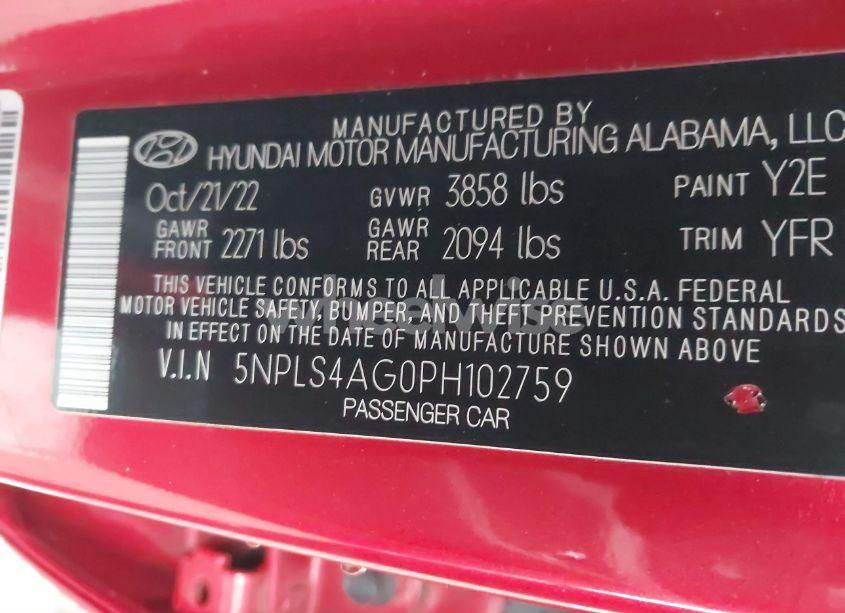 MANUFACTURED BY
HYUNDAI MOTOR MANUFACTURING ALABAMA, LLC
Oct/21/22 GVWR 3858 lbs PAINT Y2E
GAWR FRONT 2271 lbs GAWR REAR 2094 lbs TRIM YFR
THIS VEHICLE CONFORMS TO ALL APPLICABLE U.S.A. FEDERAL
MOTOR VEHICLE SAFETY, BUMPER, AND THEFT PREVENTION STANDARDS
IN EFFECT ON THE DATE OF MANUFACTURE SHOWN ABOVE
V.I.N 5NPLS4AG0PH102759
PASSENGER CAR
wheelwise